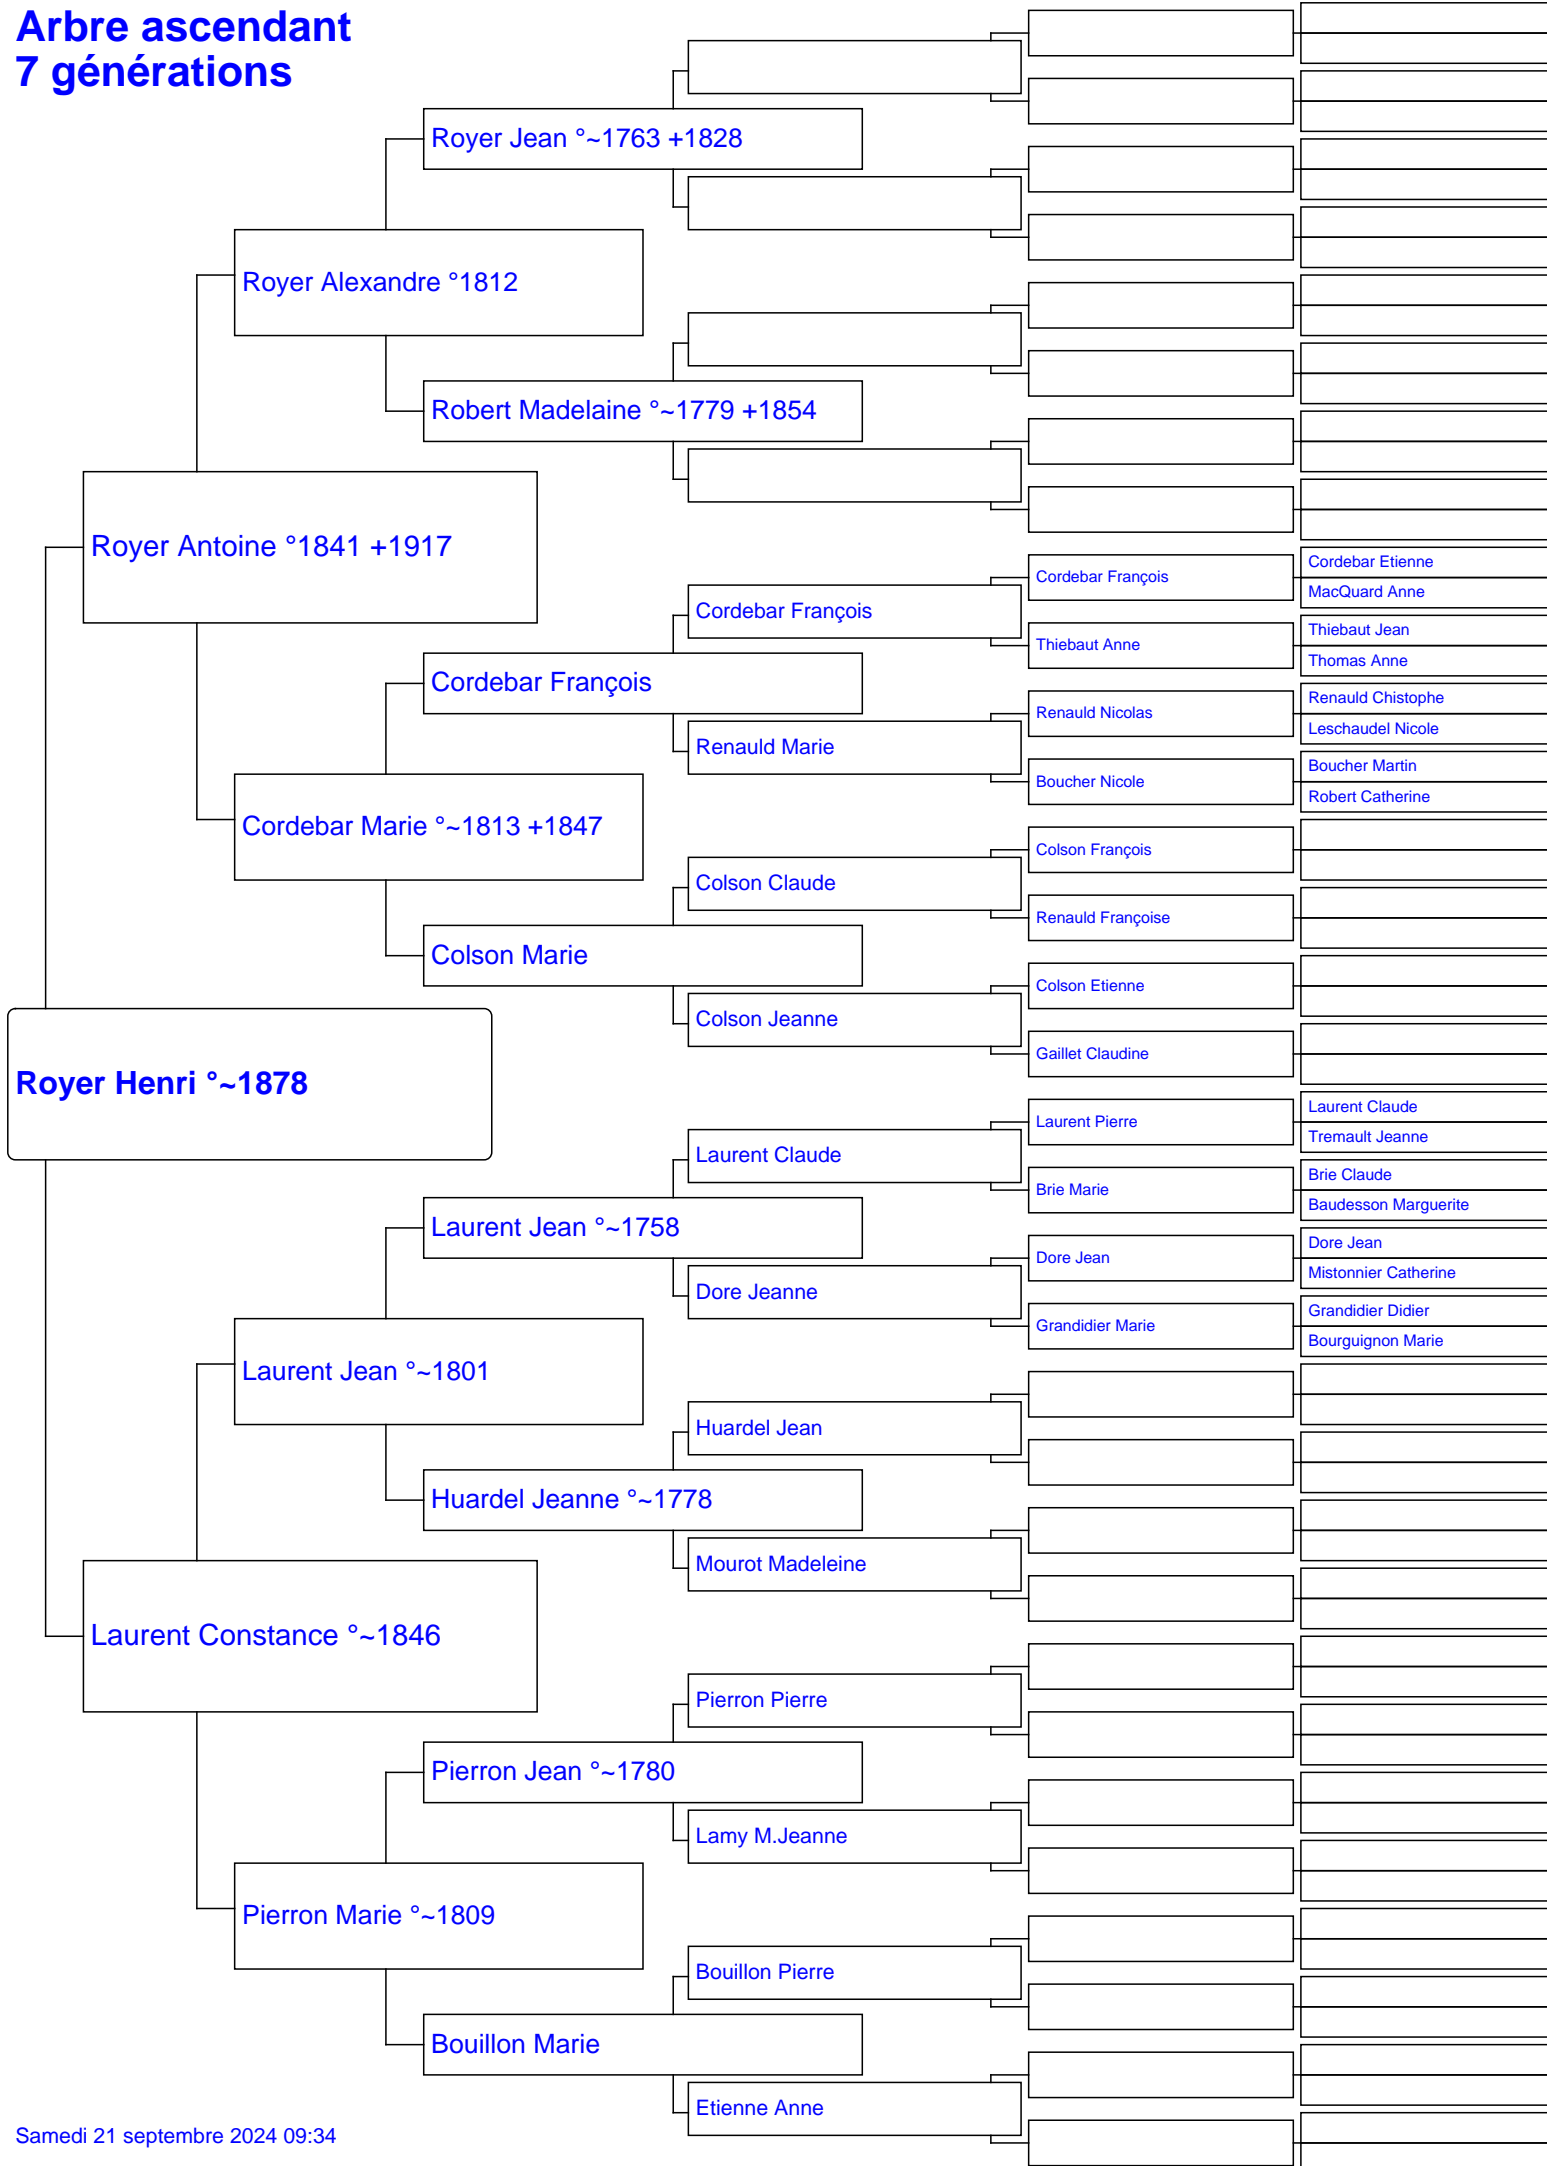 Arbre ascendant
7 générations
Royer Jean °~1763 +1828
Royer Alexandre °1812
Robert Madelaine °~1779 +1854
Royer Antoine °1841 +1917
Cordebar François
Cordebar Etienne
MacQuard Anne
Cordebar François
Thiebaut Anne
Thiebaut Jean
Thomas Anne
Cordebar François
Renauld Nicolas
Renauld Chistophe
Leschaudel Nicole
Renauld Marie
Boucher Nicole
Boucher Martin
Robert Catherine
Cordebar Marie °~1813 +1847
Colson François
Colson Claude
Renauld Françoise
Colson Marie
Colson Etienne
Colson Jeanne
Gaillet Claudine
Royer Henri °~1878
Laurent Pierre
Laurent Claude
Tremault Jeanne
Laurent Claude
Brie Marie
Brie Claude
Baudesson Marguerite
Laurent Jean °~1758
Dore Jean
Dore Jean
Mistonnier Catherine
Dore Jeanne
Grandidier Marie
Grandidier Didier
Bourguignon Marie
Laurent Jean °~1801
Huardel Jean
Huardel Jeanne °~1778
Mourot Madeleine
Laurent Constance °~1846
Pierron Pierre
Pierron Jean °~1780
Lamy M.Jeanne
Pierron Marie °~1809
Bouillon Pierre
Bouillon Marie
Etienne Anne
Samedi 21 septembre 2024 09:34